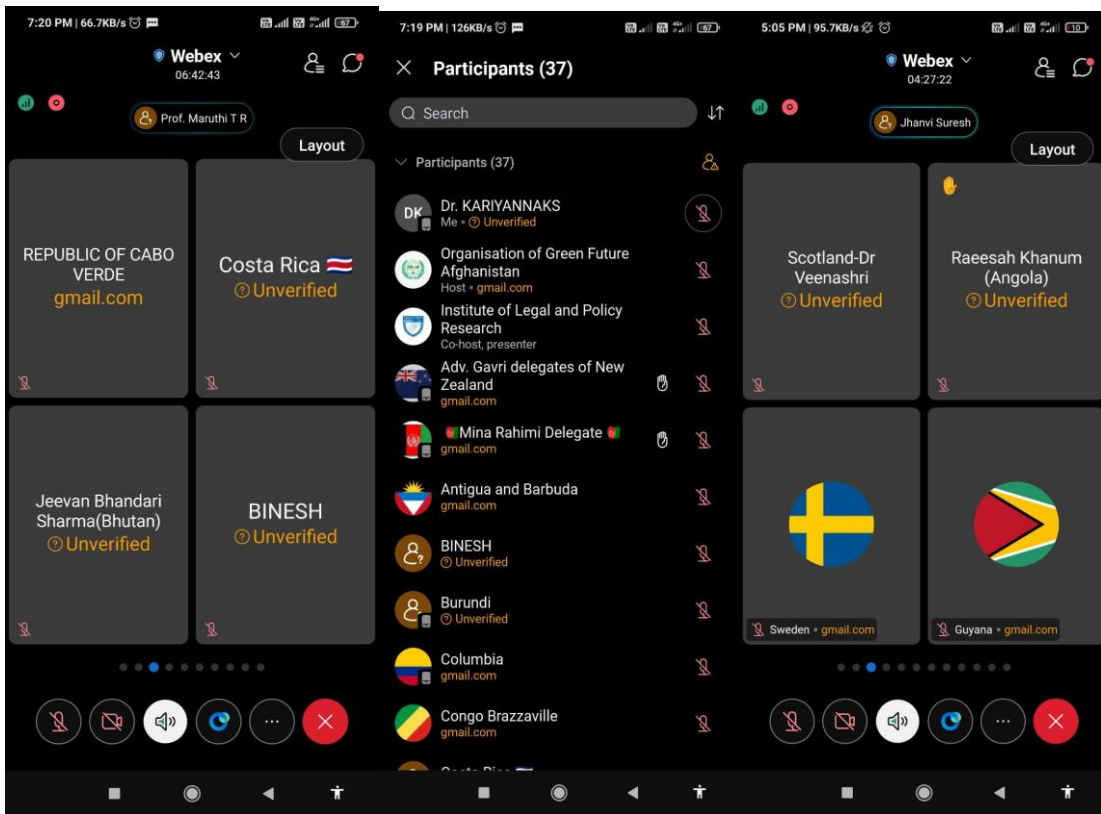 7:20 PM | 66.7KB/s
67
Webex
06:42:43
Prof. Maruthi T R
Layout
REPUBLIC OF CABO
VERDE
gmail.com
Costa Rica 🇨🇷
Unverified
Jeevan Bhandari
Sharma(Bhutan)
Unverified
BINESH
Unverified
7:19 PM | 126KB/s
67
Participants (37)
Search
Participants (37)
DK
Dr. KARIYANNAKS
Me • Unverified
Organisation of Green Future
Afghanistan
Host • gmail.com
Institute of Legal and Policy
Research
Co-host, presenter
Adv. Gavri delegates of New
Zealand
gmail.com
🇦🇫Mina Rahimi Delegate 🇦🇫
gmail.com
Antigua and Barbuda
gmail.com
BINESH
Unverified
Burundi
Unverified
Columbia
gmail.com
Congo Brazzaville
gmail.com
5:05 PM | 95.7KB/s
10
Webex
04:27:22
Jhanvi Suresh
Layout
Scotland-Dr
Veenashri
Unverified
Raeesah Khanum
(Angola)
Unverified
Sweden • gmail.com
Guyana • gmail.com